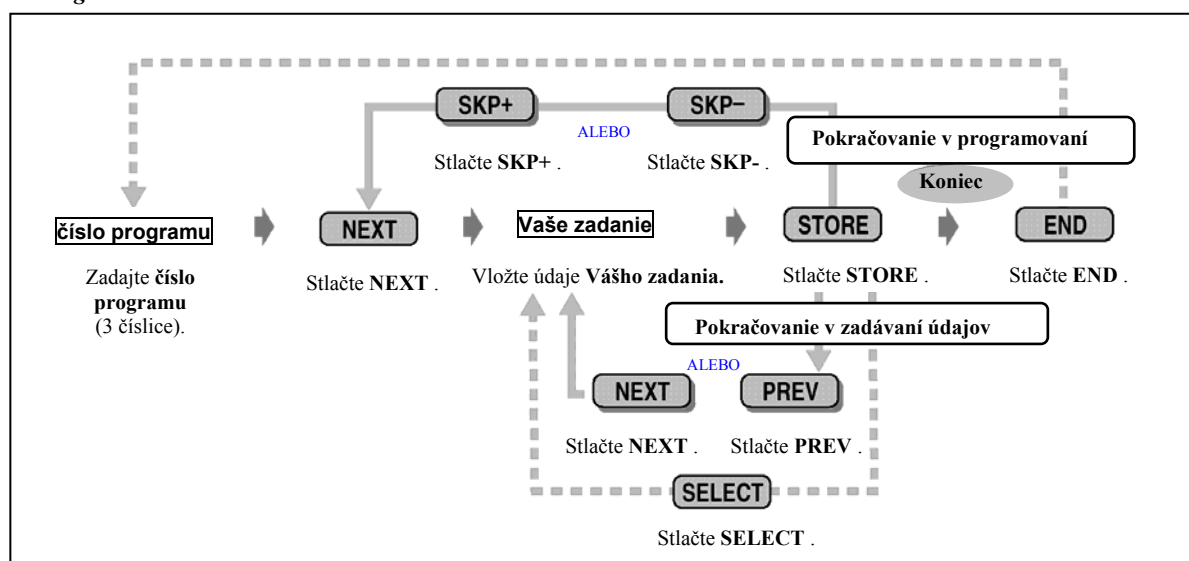 SKP+
SKP–
ALEBO
Stlačte SKP+ .
Stlačte SKP- .
Pokračovanie v programovaní
Koniec
číslo programu
NEXT
Vaše zadanie
STORE
END
Zadajte číslo
programu
(3 číslice).
Stlačte NEXT .
Vložte údaje Vášho zadania.
Stlačte STORE .
Stlačte END .
Pokračovanie v zadávaní údajov
ALEBO
NEXT
PREV
Stlačte NEXT .
Stlačte PREV .
SELECT
Stlačte SELECT .